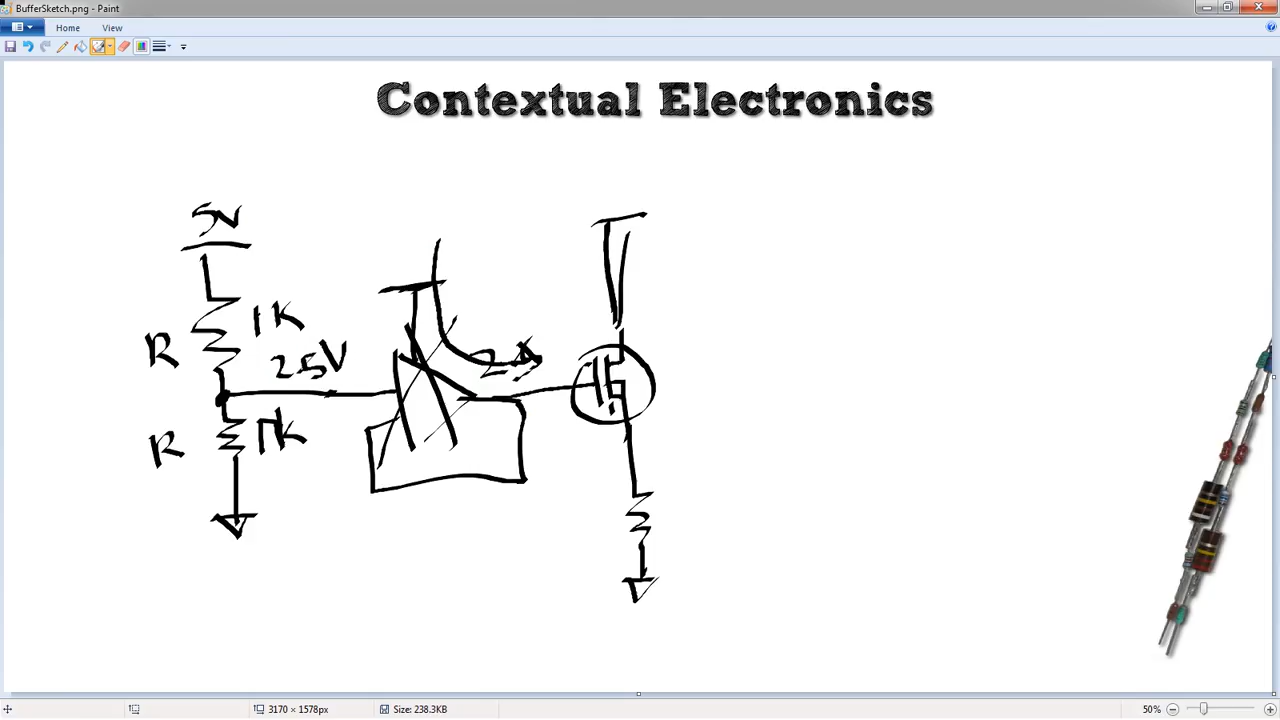 BufferSketch.png - Paint
Home View
Contextual Electronics
5V
1K
R
2.5V
R
1K
3170 × 1578px
Size: 238.3KB
50%